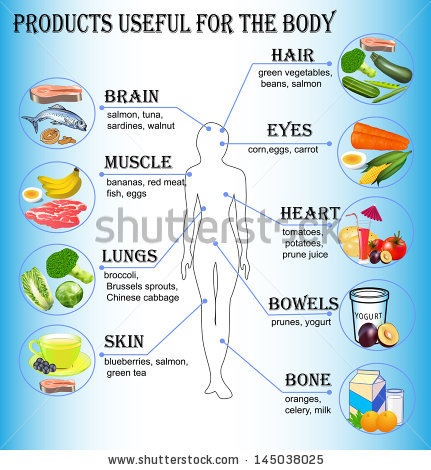 PRODUCTS USEFUL FOR THE BODY
HAIR
green vegetables,
beans, salmon
BRAIN
salmon, tuna,
sardines, walnut
EYES
corn,eggs, carrot
MUSCLE
bananas, red meat,
fish, eggs
HEART
tomatoes,
potatoes,
prune juice
shutterstock
LUNGS
broccoli,
Brussels sprouts,
Chinese cabbage
BOWELS
prunes, yogurt
YOGURT
SKIN
blueberries, salmon,
green tea
BONE
oranges,
celery, milk
www.shutterstock.com · 145038025